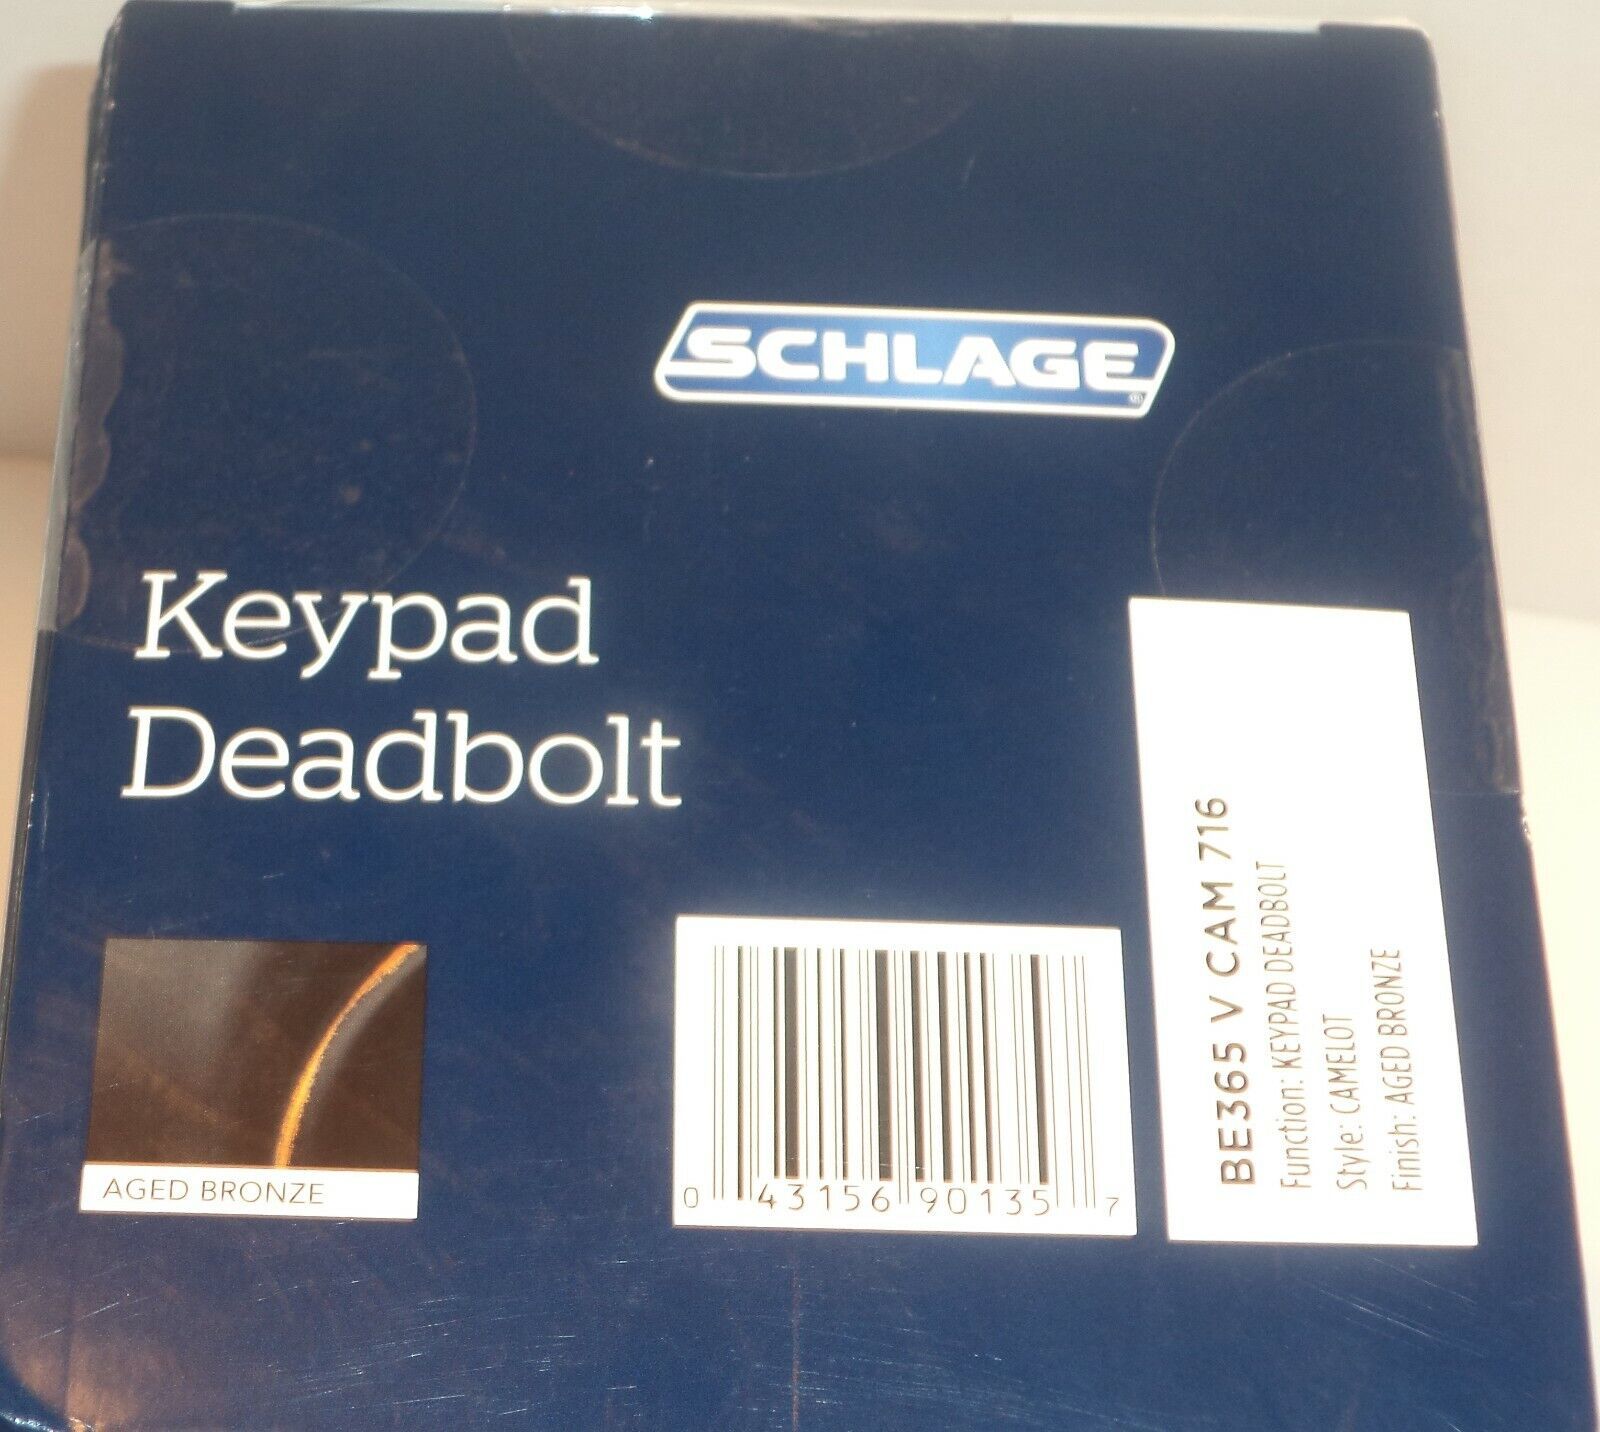 SCHLAGE®
Keypad
Deadbolt
AGED BRONZE
0 43156 90135 7
BE365 V CAM 716
Function: KEYPAD DEADBOLT
Style: CAMELOT
Finish: AGED BRONZE